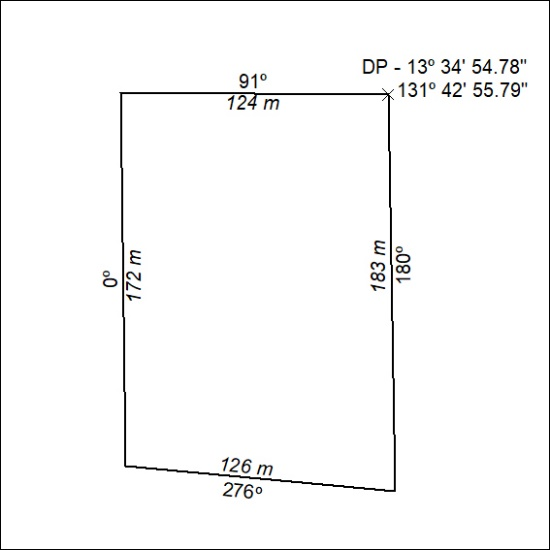 DP - 13º 34' 54.78"
131º 42' 55.79"
91º
124 m
0º
172 m
183 m
180º
126 m
276º